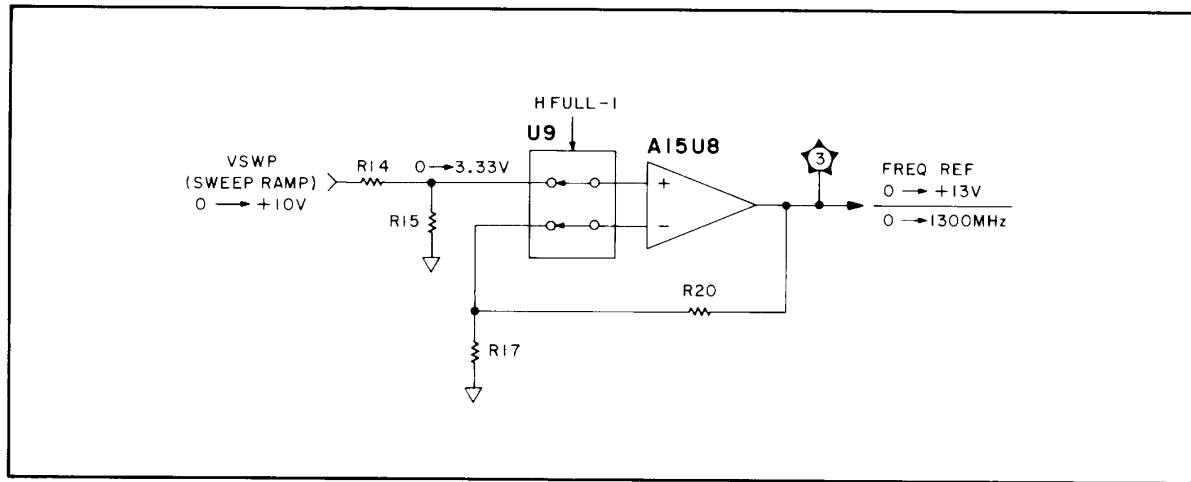 HFULL-1
U9
A15U8
VSWP
(SWEEP RAMP)
0 → +10V
R14
0→3.33V
R15
+
−
3
FREQ REF
0 → +13V
0 → 1300MHz
R20
R17